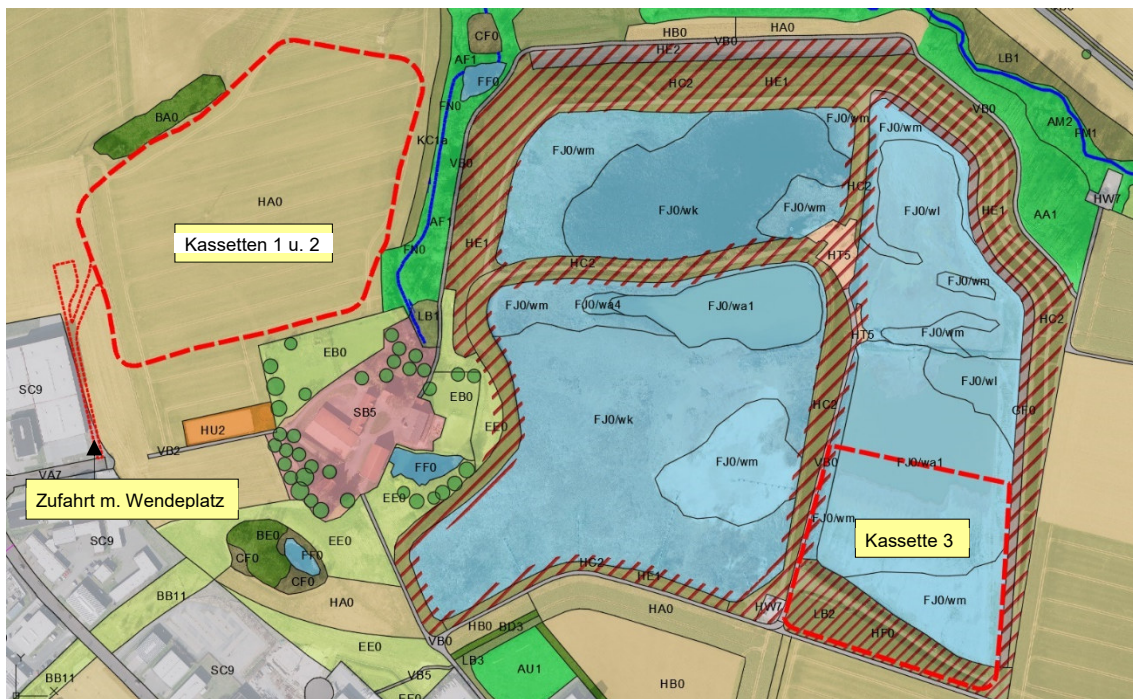 CF0
HB0
HA0
VB0
HE2
AF1
FF0
HC2
HE1
LB1
VB0
BA0
FN0
KC1a
VB0
FJ0/wm
FJ0/wm
FJ0/wm
AM2
FM1
HA0
Kassetten 1 u. 2
FJ0/wk
FJ0/wm
HC2
FJ0/wl
HE1
HW7
AA1
AF1
FN0
HE1
HC2
HT5
FJ0/wm
FJ0/wa4
FJ0/wa1
LB1
HT5
FJ0/wm
HC2
EB0
SB5
EB0
EE0
SC9
HU2
VB2
FJ0/wk
HC2
FJ0/wl
GF0
FJ0/wm
VA7
FF0
VB0
FJ0/wa1
Zufahrt m. Wendeplatz
EE0
FJ0/wm
Kassette 3
SC9
BE0
CF0
FF0
CF0
EE0
HC2
HE1
BB11
HA0
HA0
HW7
LB2
FJ0/wm
HB0
BD3
HF0
VB0
EE0
LB3
SC9
VB5
AU1
BB11
EE0
HB0
Y
X